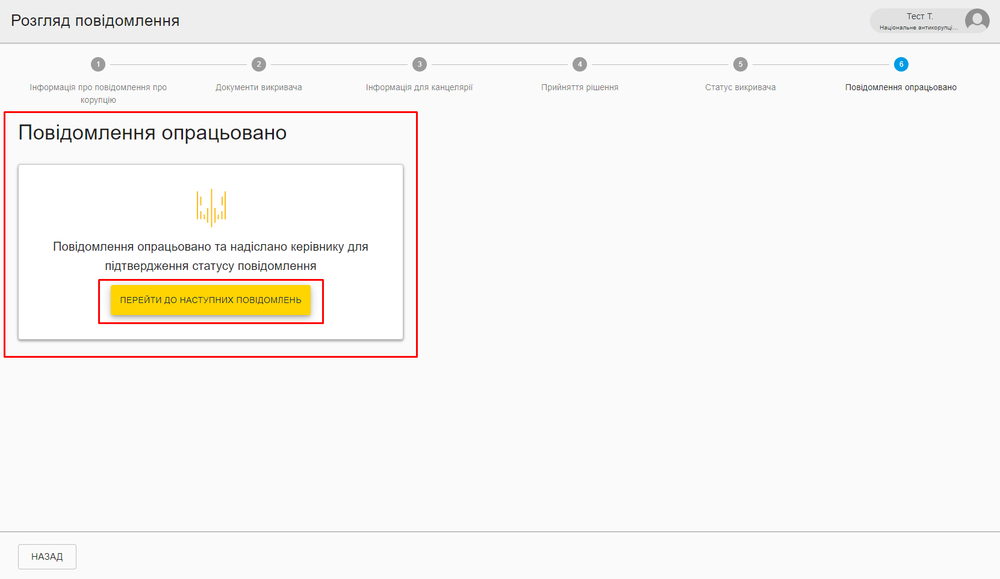 Розгляд повідомлення
Тест Т.
Національне антикорупці...
1
2
3
4
5
6
Інформація про повідомлення про
корупцію
Документи викривача
Інформація для канцелярії
Прийняття рішення
Статус викривача
Повідомлення опрацьовано
Повідомлення опрацьовано
Повідомлення опрацьовано та надіслано керівнику для
підтвердження статусу повідомлення
ПЕРЕЙТИ ДО НАСТУПНИХ ПОВІДОМЛЕНЬ
НАЗАД